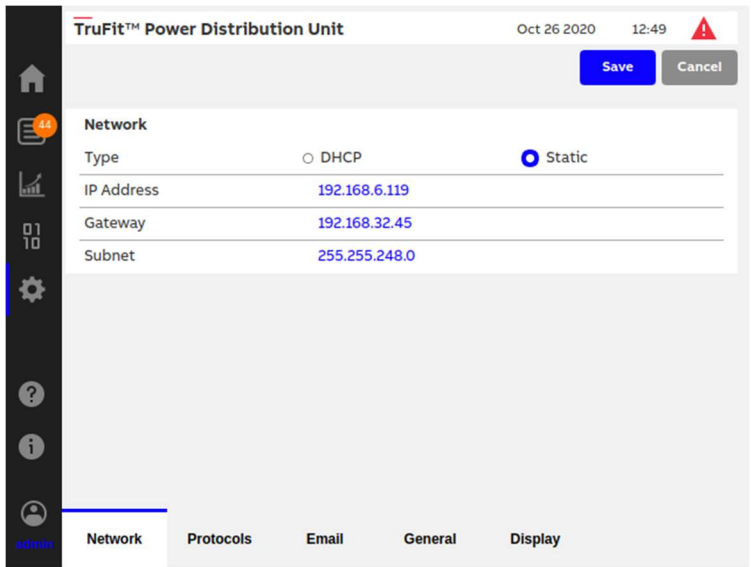 TruFit™ Power Distribution Unit
Oct 26 2020
12:49
Save
Cancel
44
01
10
admin
Network
Type
DHCP
Static
IP Address
192.168.6.119
Gateway
192.168.32.45
Subnet
255.255.248.0
Network
Protocols
Email
General
Display